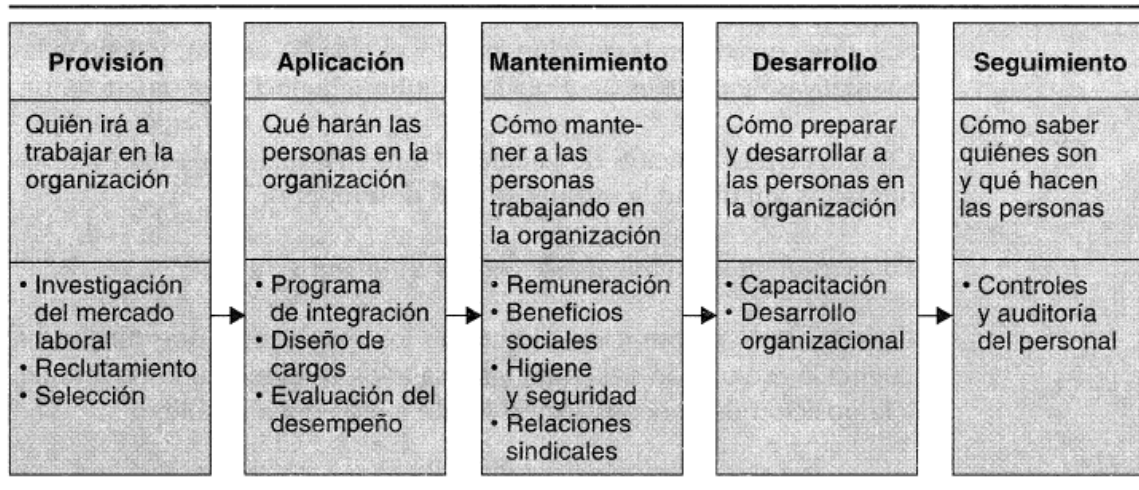 Provisión
Quién irá a
trabajar en la
organización
• Investigación
del mercado
laboral
• Reclutamiento
• Selección
Aplicación
Qué harán las
personas en la
organización
• Programa
de integración
• Diseño de
cargos
• Evaluación del
desempeño
Mantenimiento
Cómo mante-
ner a las
personas
trabajando en
la organización
• Remuneración
• Beneficios
sociales
• Higiene
y seguridad
• Relaciones
sindicales
Desarrollo
Cómo preparar
y desarrollar a
las personas en
la organización
• Capacitación
• Desarrollo
organizacional
Seguimiento
Cómo saber
quiénes son
y qué hacen
las personas
• Controles
y auditoría
del personal